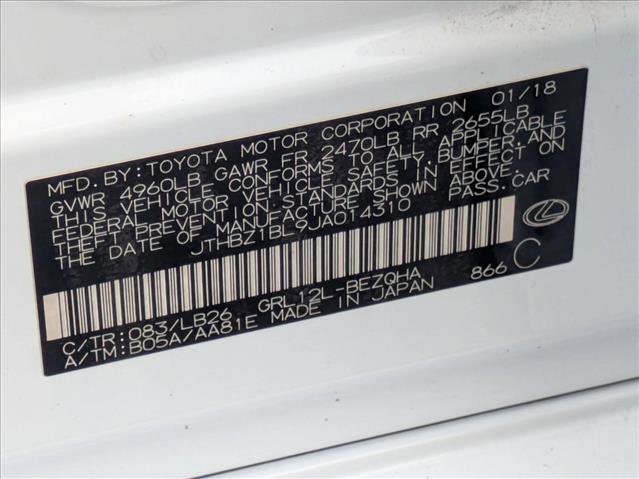 MFD. BY: TOYOTA MOTOR CORPORATION 01/18
GVWR 4960LB GAWR FR 2470LB RR 2655LB
THIS VEHICLE CONFORMS TO ALL APPLICABLE
FEDERAL MOTOR VEHICLE SAFETY, BUMPER, AND
THEFT PREVENTION STANDARDS IN EFFECT ON
THE DATE OF MANUFACTURE SHOWN ABOVE.
JTHBZ1BL9JA014310 PASS. CAR
C/TR: 083/LB26 GRL12L-BEZQHA 866 C
A/TM: B05A/AA81E MADE IN JAPAN